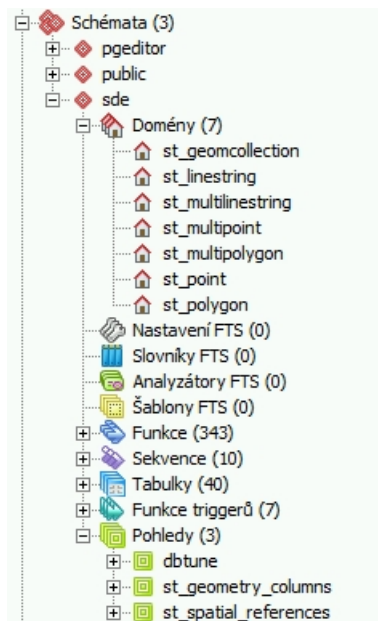 Schémata (3)
pgeditor
public
sde
Domény (7)
st_geomcollection
st_linestring
st_multilinestring
st_multipoint
st_multipolygon
st_point
st_polygon
Nastavení FTS (0)
Slovníky FTS (0)
Analyzátory FTS (0)
Šablony FTS (0)
Funkce (343)
Sekvence (10)
Tabulky (40)
Funkce triggerů (7)
Pohledy (3)
dbtune
st_geometry_columns
st_spatial_references